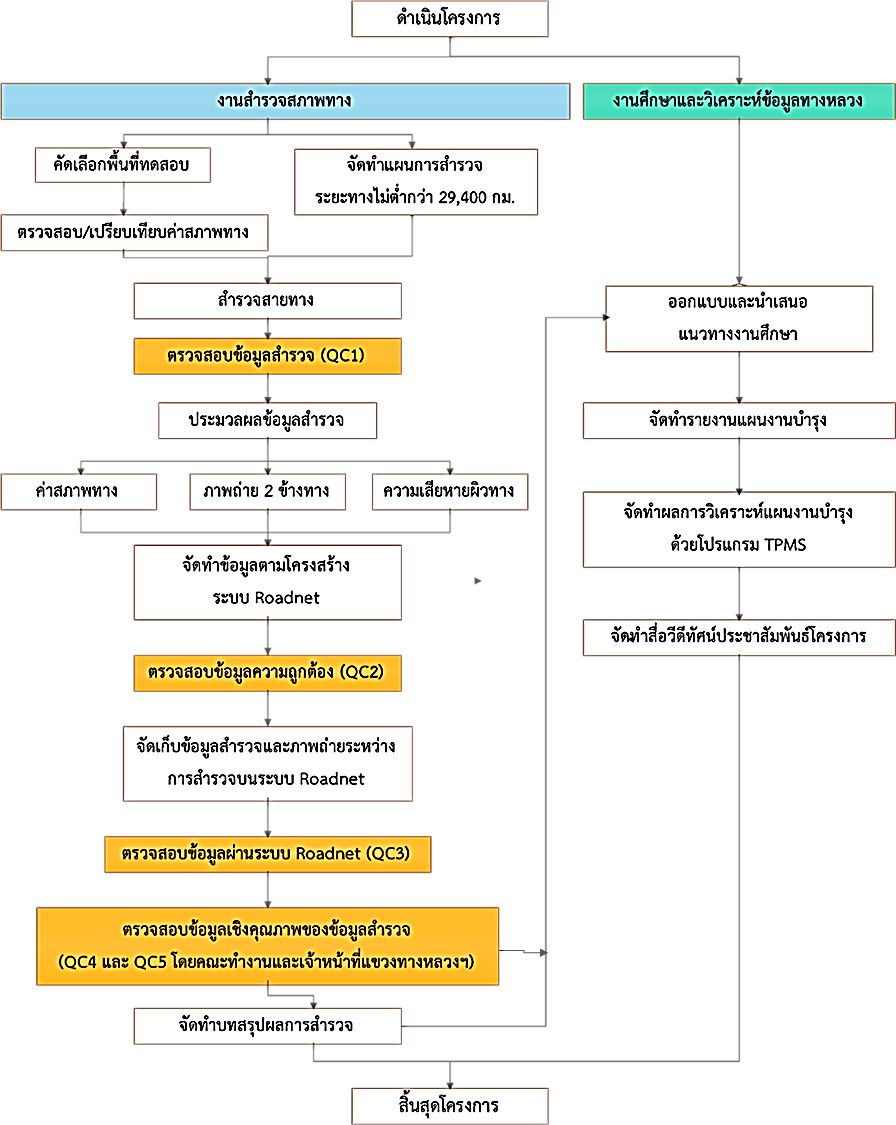 ดำเนินโครงการ
งานสำรวจสภาพทาง
งานศึกษาและวิเคราะห์ข้อมูลทางหลวง
คัดเลือกพื้นที่ทดสอบ
จัดทำแผนการสำรวจ
ระยะทางไม่ต่ำกว่า 29,400 กม.
ตรวจสอบ/เปรียบเทียบค่าสภาพทาง
สำรวจสายทาง
ตรวจสอบข้อมูลสำรวจ (QC1)
ประมวลผลข้อมูลสำรวจ
ค่าสภาพทาง
ภาพถ่าย 2 ข้างทาง
ความเสียหายผิวทาง
จัดทำข้อมูลตามโครงสร้าง
ระบบ Roadnet
ตรวจสอบข้อมูลความถูกต้อง (QC2)
จัดเก็บข้อมูลสำรวจและภาพถ่ายระหว่าง
การสำรวจบนระบบ Roadnet
ตรวจสอบข้อมูลผ่านระบบ Roadnet (QC3)
ตรวจสอบข้อมูลเชิงคุณภาพของข้อมูลสำรวจ
(QC4 และ QC5 โดยคณะทำงานและเจ้าหน้าที่แขวงทางหลวงฯ)
จัดทำบทสรุปผลการสำรวจ
ออกแบบและนำเสนอ
แนวทางงานศึกษา
จัดทำรายงานแผนงานบำรุง
จัดทำผลการวิเคราะห์แผนงานบำรุง
ด้วยโปรแกรม TPMS
จัดทำสื่อวีดีทัศน์ประชาสัมพันธ์โครงการ
สิ้นสุดโครงการ